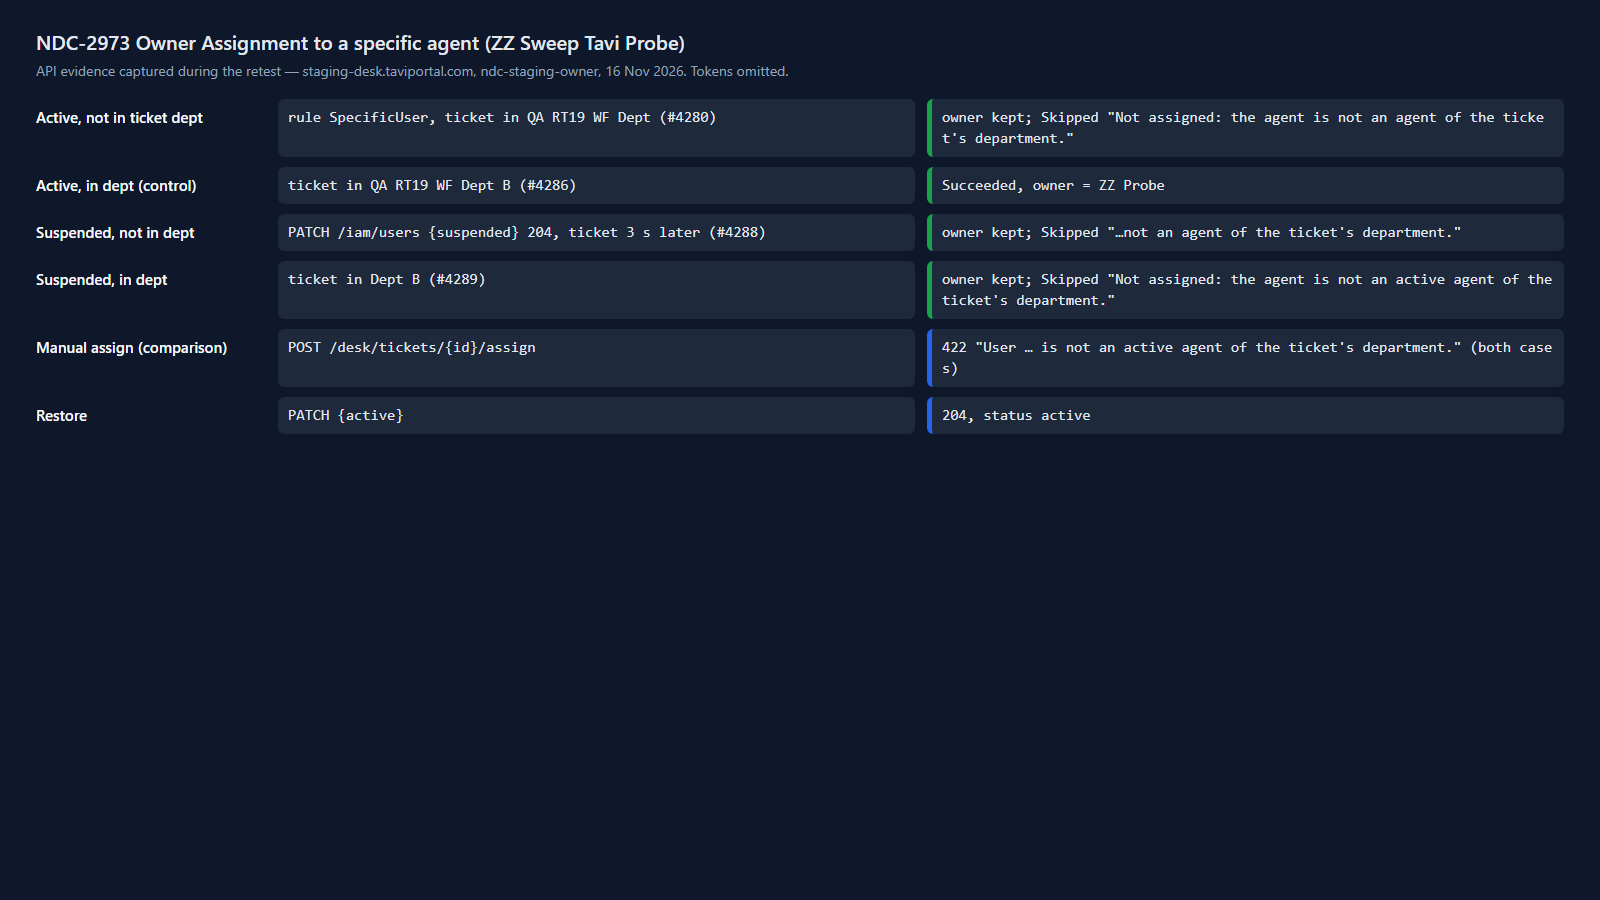 NDC-2973 Owner Assignment to a specific agent (ZZ Sweep Tavi Probe)
API evidence captured during the retest — staging-desk.taviportal.com, ndc-staging-owner, 16 Nov 2026. Tokens omitted.
Active, not in ticket dept
rule SpecificUser, ticket in QA RT19 WF Dept (#4280)
owner kept; Skipped "Not assigned: the agent is not an agent of the ticke
t's department."
Active, in dept (control)
ticket in QA RT19 WF Dept B (#4286)
Succeeded, owner = ZZ Probe
Suspended, not in dept
PATCH /iam/users {suspended} 204, ticket 3 s later (#4288)
owner kept; Skipped "…not an agent of the ticket's department."
Suspended, in dept
ticket in Dept B (#4289)
owner kept; Skipped "Not assigned: the agent is not an active agent of the
ticket's department."
Manual assign (comparison)
POST /desk/tickets/{id}/assign
422 "User … is not an active agent of the ticket's department." (both case
s)
Restore
PATCH {active}
204, status active